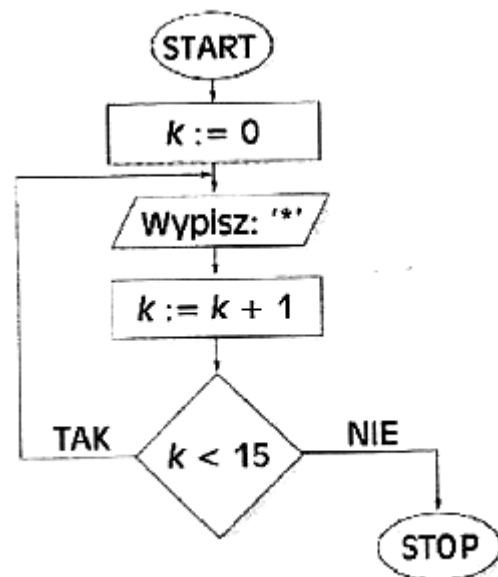 START
k := 0
Wypisz: '*'
k := k + 1
TAK
k < 15
NIE
STOP